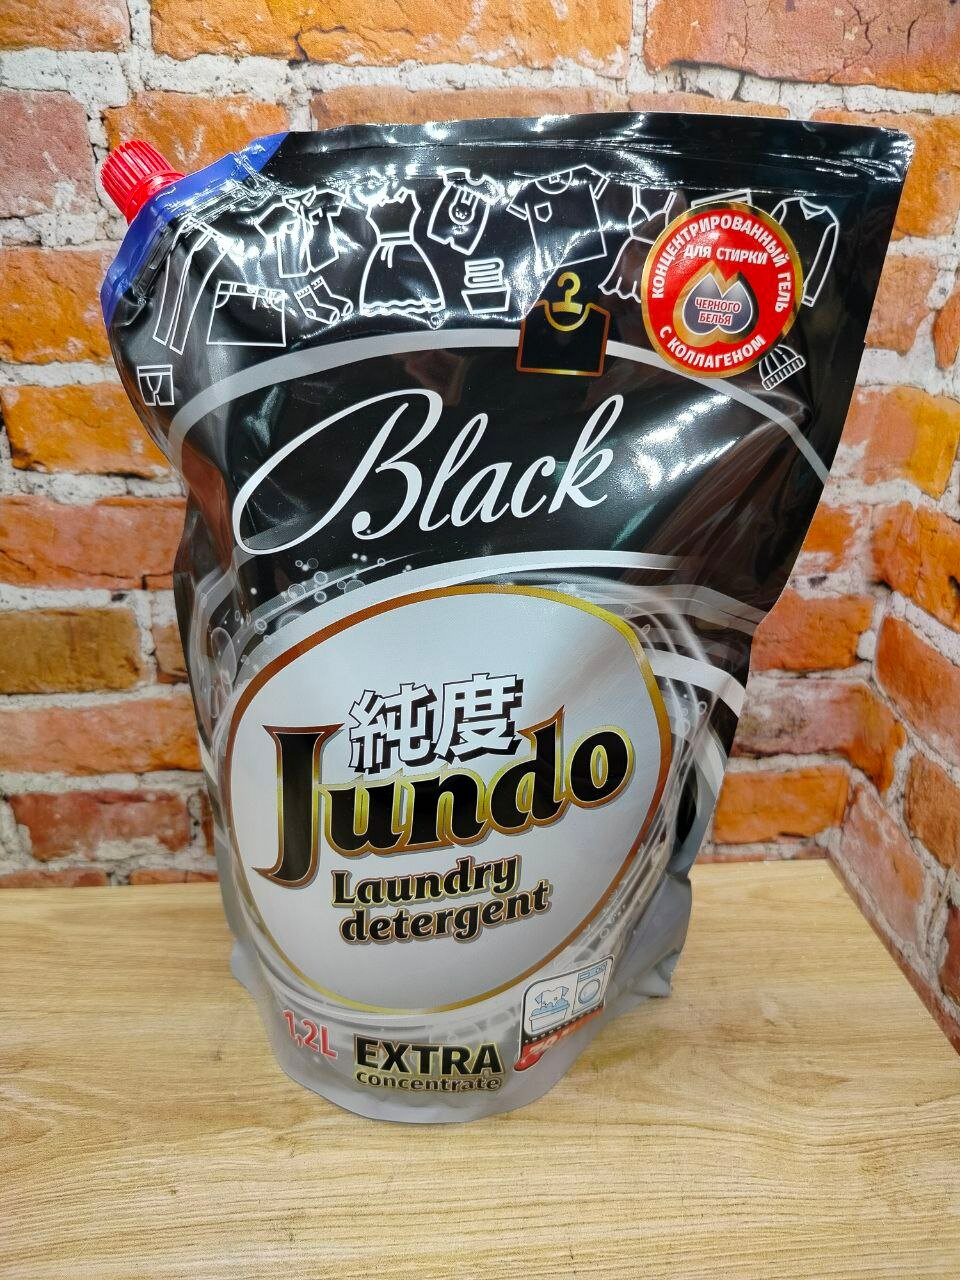 КОНЦЕНТРИРОВАННЫЙ ГЕЛЬ
ДЛЯ СТИРКИ
ЧЕРНОГО
БЕЛЬЯ
С КОЛЛАГЕНОМ
Black
純度
Jundo
Laundry
detergent
1,2L
EXTRA
concentrate